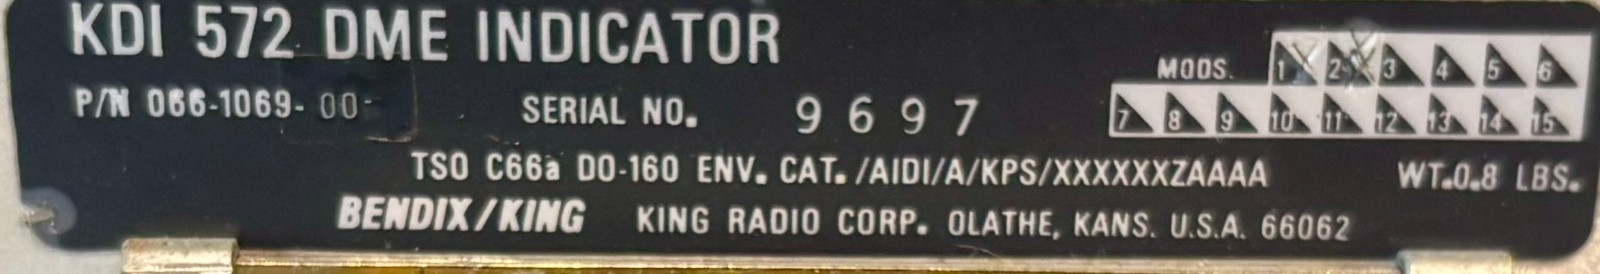 KDI 572 DME INDICATOR
MODS. 1 2 3 4 5 6
7 8 9 10 11 12 13 14 15
P/N 066-1069-00- SERIAL NO. 9697
TSO C66a DO-160 ENV. CAT./AIDI/A/KPS/XXXXXXZAAAA WT.0.8 LBS.
BENDIX/KING KING RADIO CORP. OLATHE, KANS. U.S.A. 66062